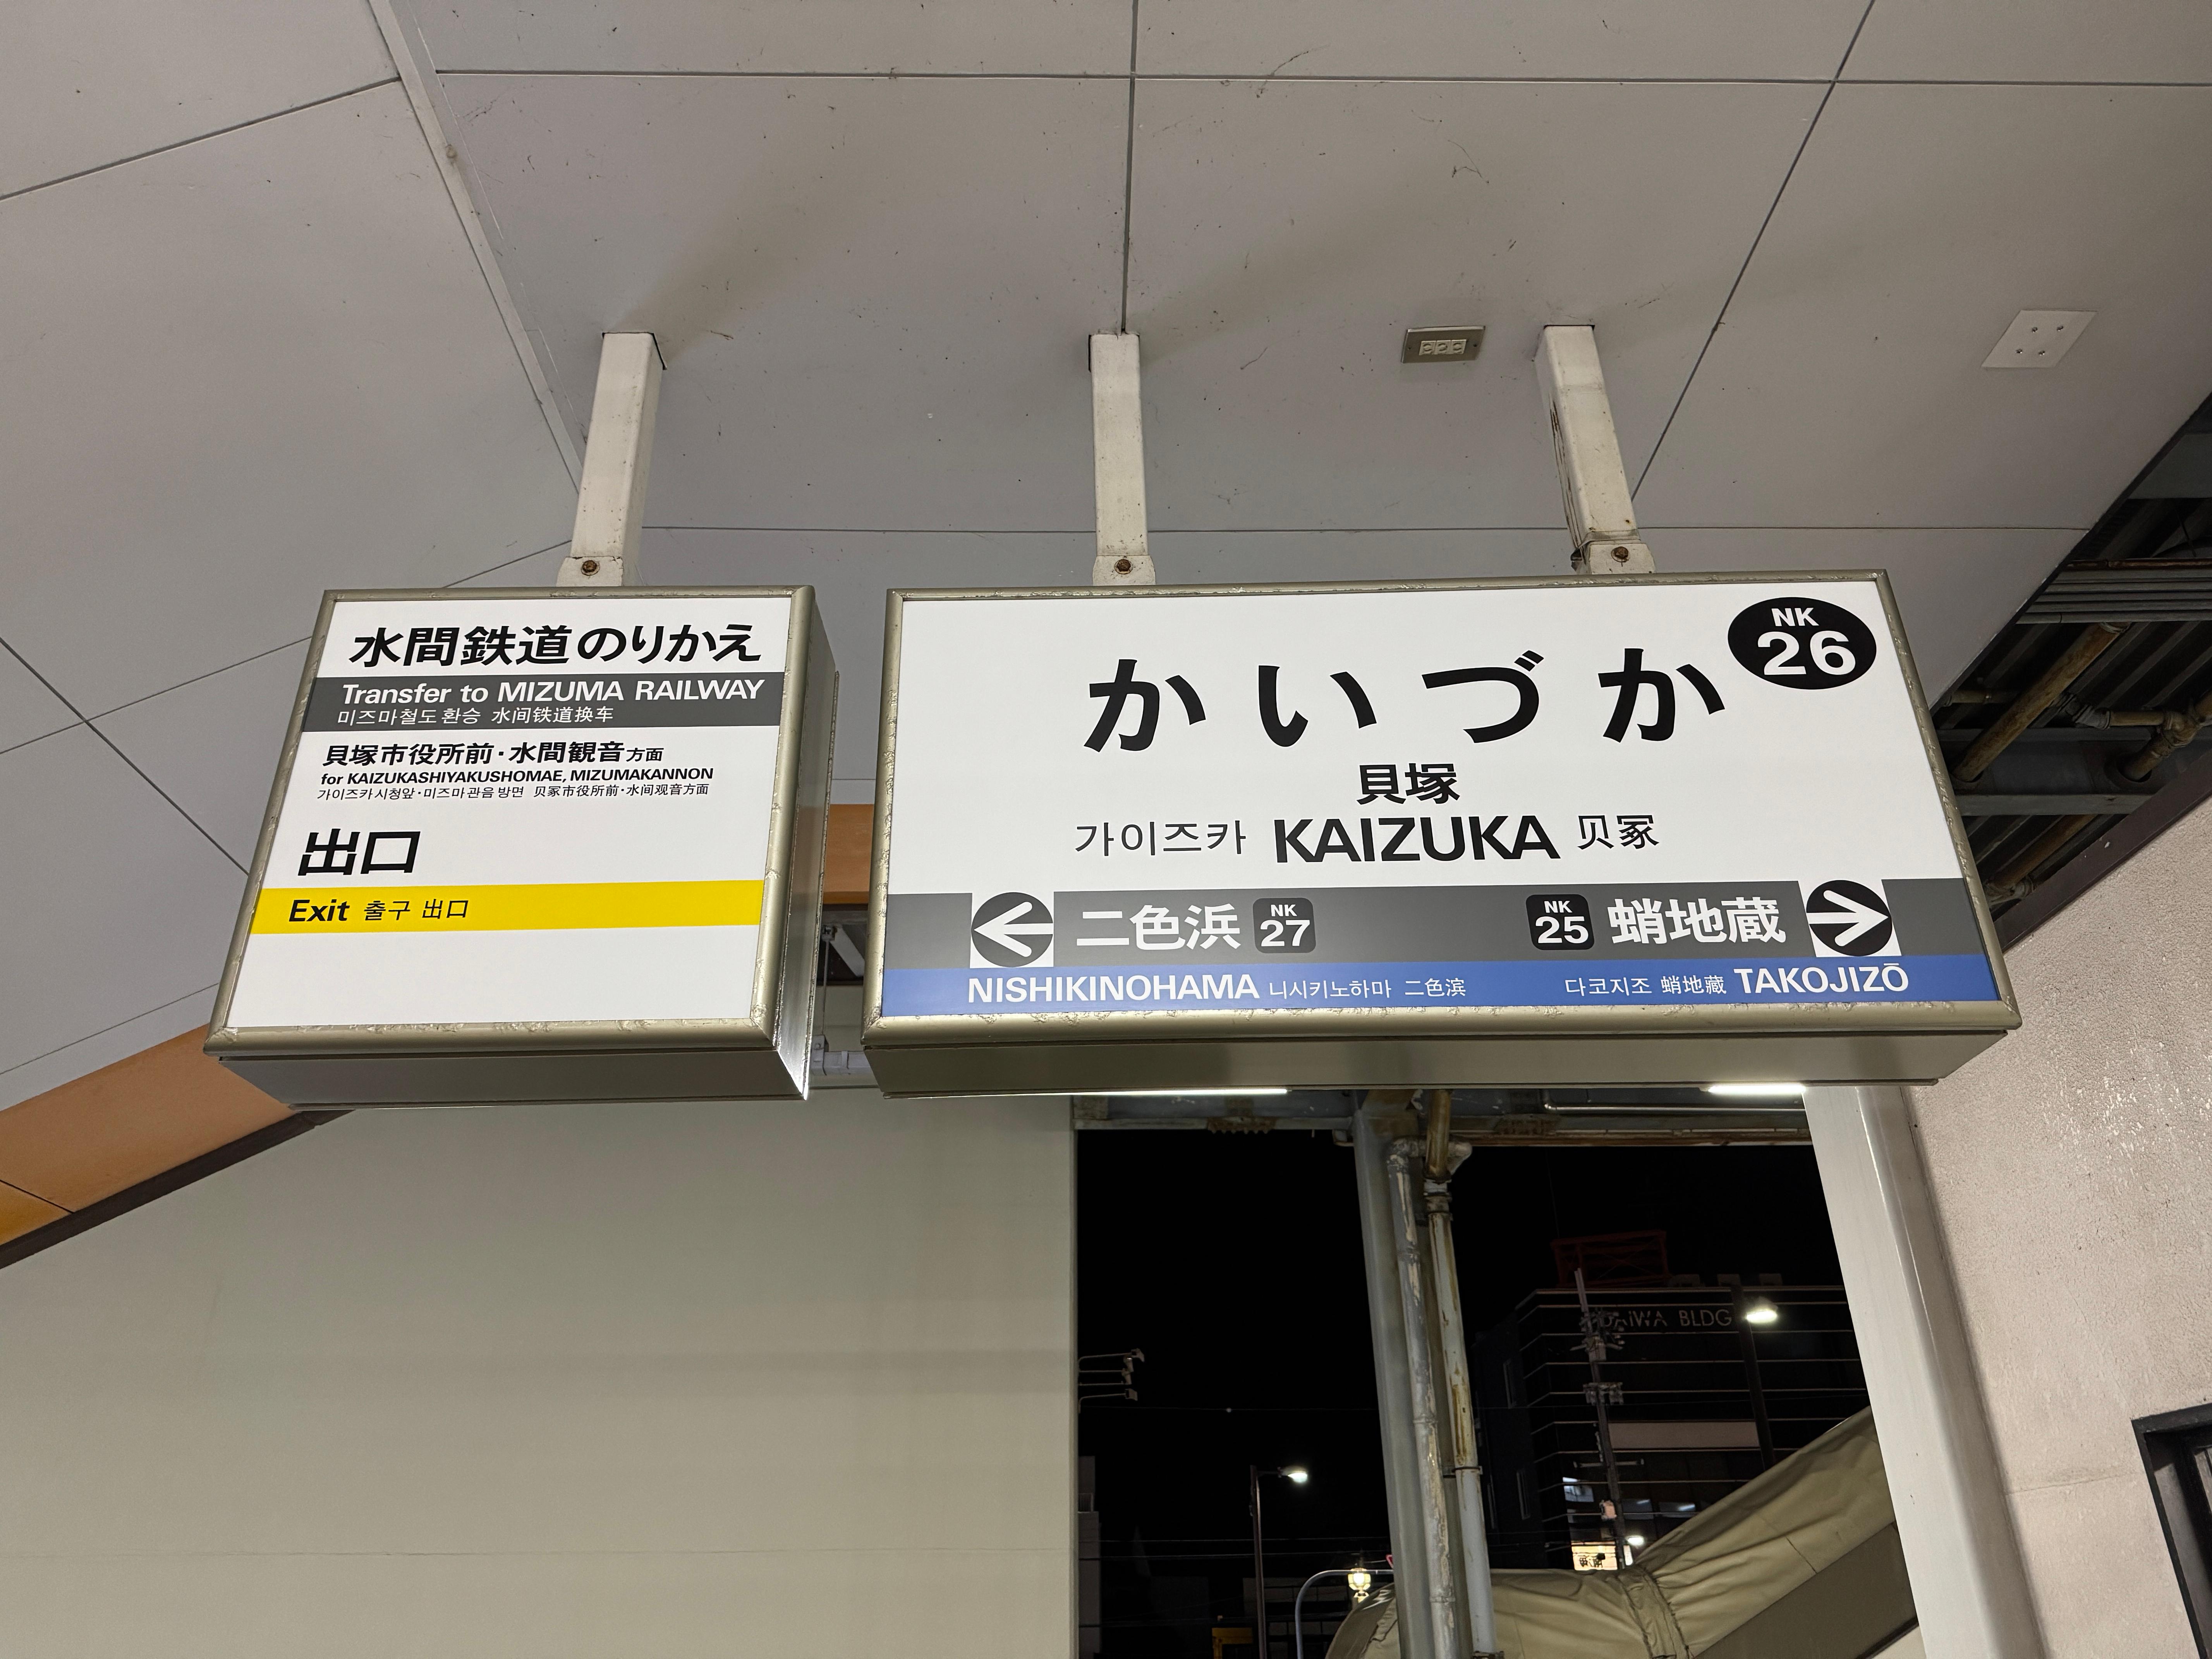 水間鉄道のりかえ
Transfer to MIZUMA RAILWAY
미즈마철도 환승 水间铁道换车
貝塚市役所前・水間観音方面
for KAIZUKASHIYAKUSHOMAE, MIZUMAKANNON
가이즈카시청앞・미즈마관음 방면 贝冢市役所前・水间观音方面
出口
Exit 출구 出口
NK
26
かいづか
貝塚
가이즈카 KAIZUKA 贝冢
二色浜 NK 27 NK 25 蛸地蔵
NISHIKINOHAMA 니시키노하마 二色滨 다코지조 蛸地藏 TAKOJIZŌ
DAIWA BLDG